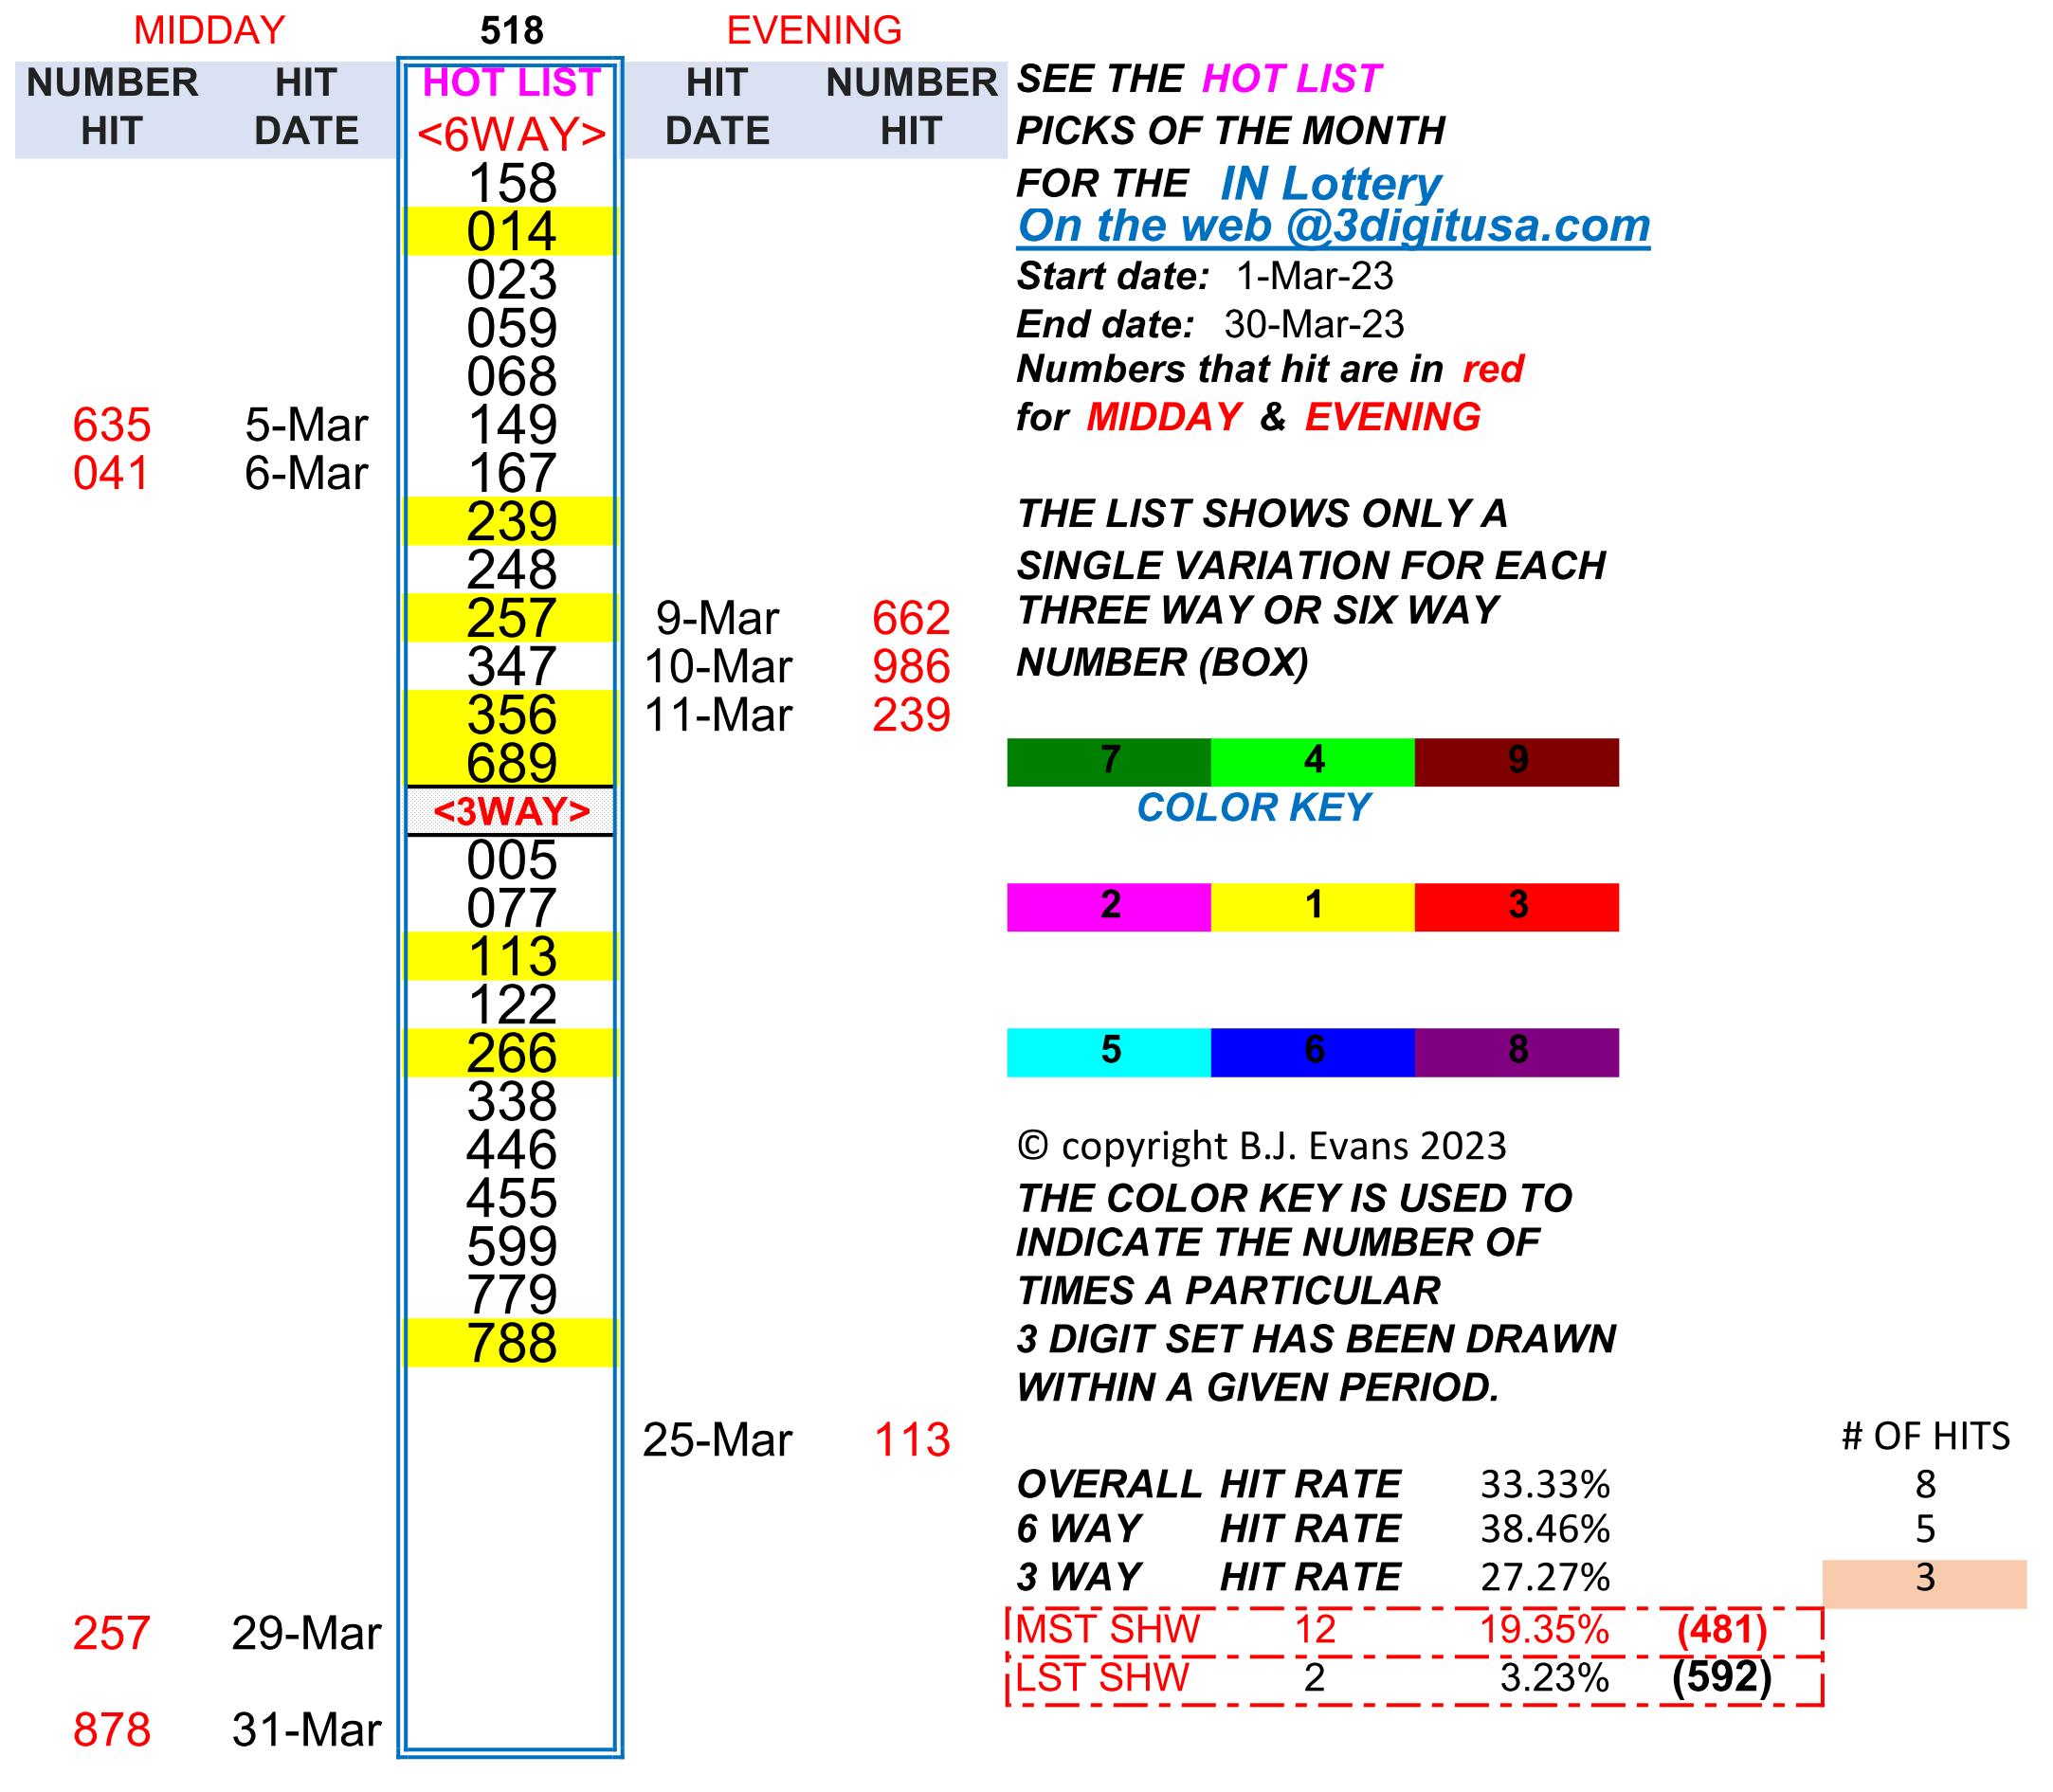 MIDDAY 518 EVENING
NUMBER HIT HOT LIST HIT NUMBER SEE THE HOT LIST
HIT DATE <6WAY> DATE HIT PICKS OF THE MONTH
158 FOR THE IN Lottery
014 On the web @3digitusa.com
023 Start date: 1-Mar-23
059 End date: 30-Mar-23
068 Numbers that hit are in red
635 5-Mar 149 for MIDDAY & EVENING
041 6-Mar 167
239 THE LIST SHOWS ONLY A
248 SINGLE VARIATION FOR EACH
257 9-Mar 662 THREE WAY OR SIX WAY
347 10-Mar 986 NUMBER (BOX)
356 11-Mar 239
689 7 4 9
<3WAY> COLOR KEY
005
077 2 1 3
113
122
266 5 6 8
338
446 © copyright B.J. Evans 2023
455 THE COLOR KEY IS USED TO
599 INDICATE THE NUMBER OF
779 TIMES A PARTICULAR
788 3 DIGIT SET HAS BEEN DRAWN
WITHIN A GIVEN PERIOD.
25-Mar 113 # OF HITS
OVERALL HIT RATE 33.33% 8
6 WAY HIT RATE 38.46% 5
3 WAY HIT RATE 27.27% 3
257 29-Mar MST SHW 12 19.35% (481)
LST SHW 2 3.23% (592)
878 31-Mar